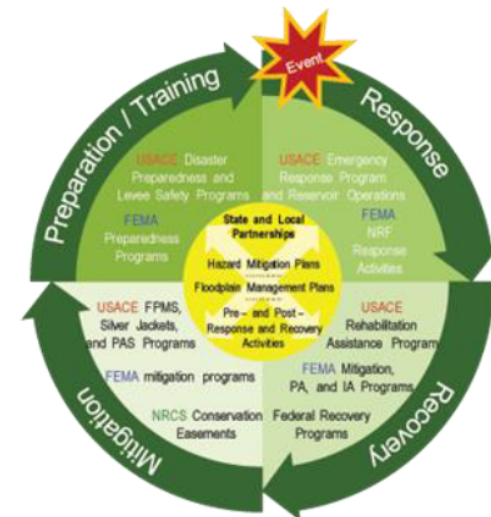 Event
Preparation / Training
Response
USACE Disaster
Preparedness and
Levee Safety Programs
FEMA
Preparedness
Programs
USACE Emergency
Response Program
and Reservoir Operations
FEMA
NRF
Response
Activities
State and Local
Partnerships
Hazard Mitigation Plans
Floodplain Management Plans
Pre- and Post-
Response and Recovery
Activities
USACE FPMS,
Silver Jackets,
and PAS Programs
FEMA mitigation programs
NRCS Conservation
Easements
USACE
Rehabilitation
Assistance Program
FEMA Mitigation,
PA, and IA Programs
Federal Recovery
Programs
Mitigation
Recovery